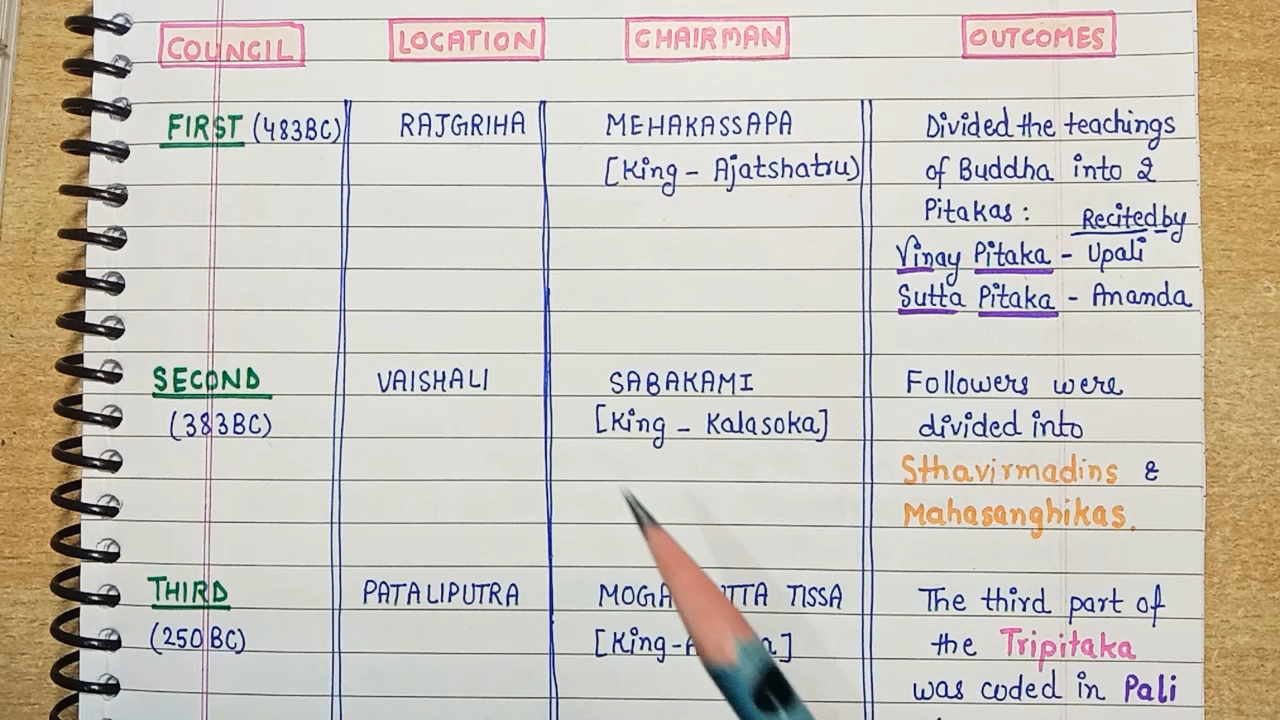 COUNCIL LOCATION CHAIRMAN OUTCOMES
FIRST (483BC) RAJGRIHA MEHAKASSAPA Divided the teachings
[King - Ajatshatru) of Buddha into 2
Pitakas: Recited by
Vinay Pitaka - Upali
Sutta Pitaka - Ananda
SECOND VAISHALI SABAKAMI Followers were
(383BC) [King - Kalasoka] divided into
Sthavirmadins &
Mahasanghikas.
THIRD PATALIPUTRA TISSA The third part of
(250BC) [King- the Tripitaka
was coded in Pali